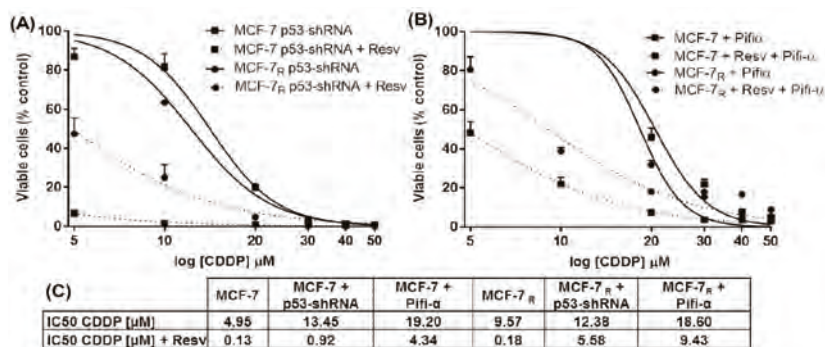 (A)
MCF-7 p53-shRNA
MCF-7 p53-shRNA + Resv
MCF-7R p53-shRNA
MCF-7R p53-shRNA + Resv
Viable cells (% control)
100
80
60
40
20
0
5 10 20 30 40 50
log [CDDP] µM
(B)
MCF-7 + Pifiα
MCF-7 + Resv + Pifi-α
MCF-7R + Pifiα
MCF-7R + Resv + Pifi-α
Viable cells (% control)
100
80
60
40
20
0
5 10 20 30 40 50
log [CDDP] µM
(C)
MCF-7 MCF-7 + p53-shRNA MCF-7 + Pifi-α MCF-7R MCF-7R + p53-shRNA MCF-7R + Pifi-α
IC50 CDDP [µM] 4.95 13.45 19.20 9.57 12.38 18.60
IC50 CDDP [µM] + Resv 0.13 0.92 4.34 0.18 5.58 9.43